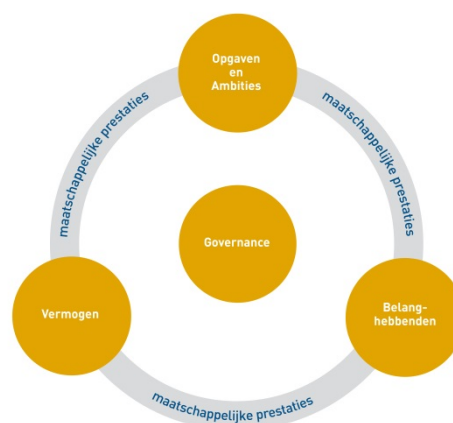 Opgaven
en
Ambities
maatschappelijke prestaties
maatschappelijke prestaties
Governance
Vermogen
Belang-
hebbenden
maatschappelijke prestaties